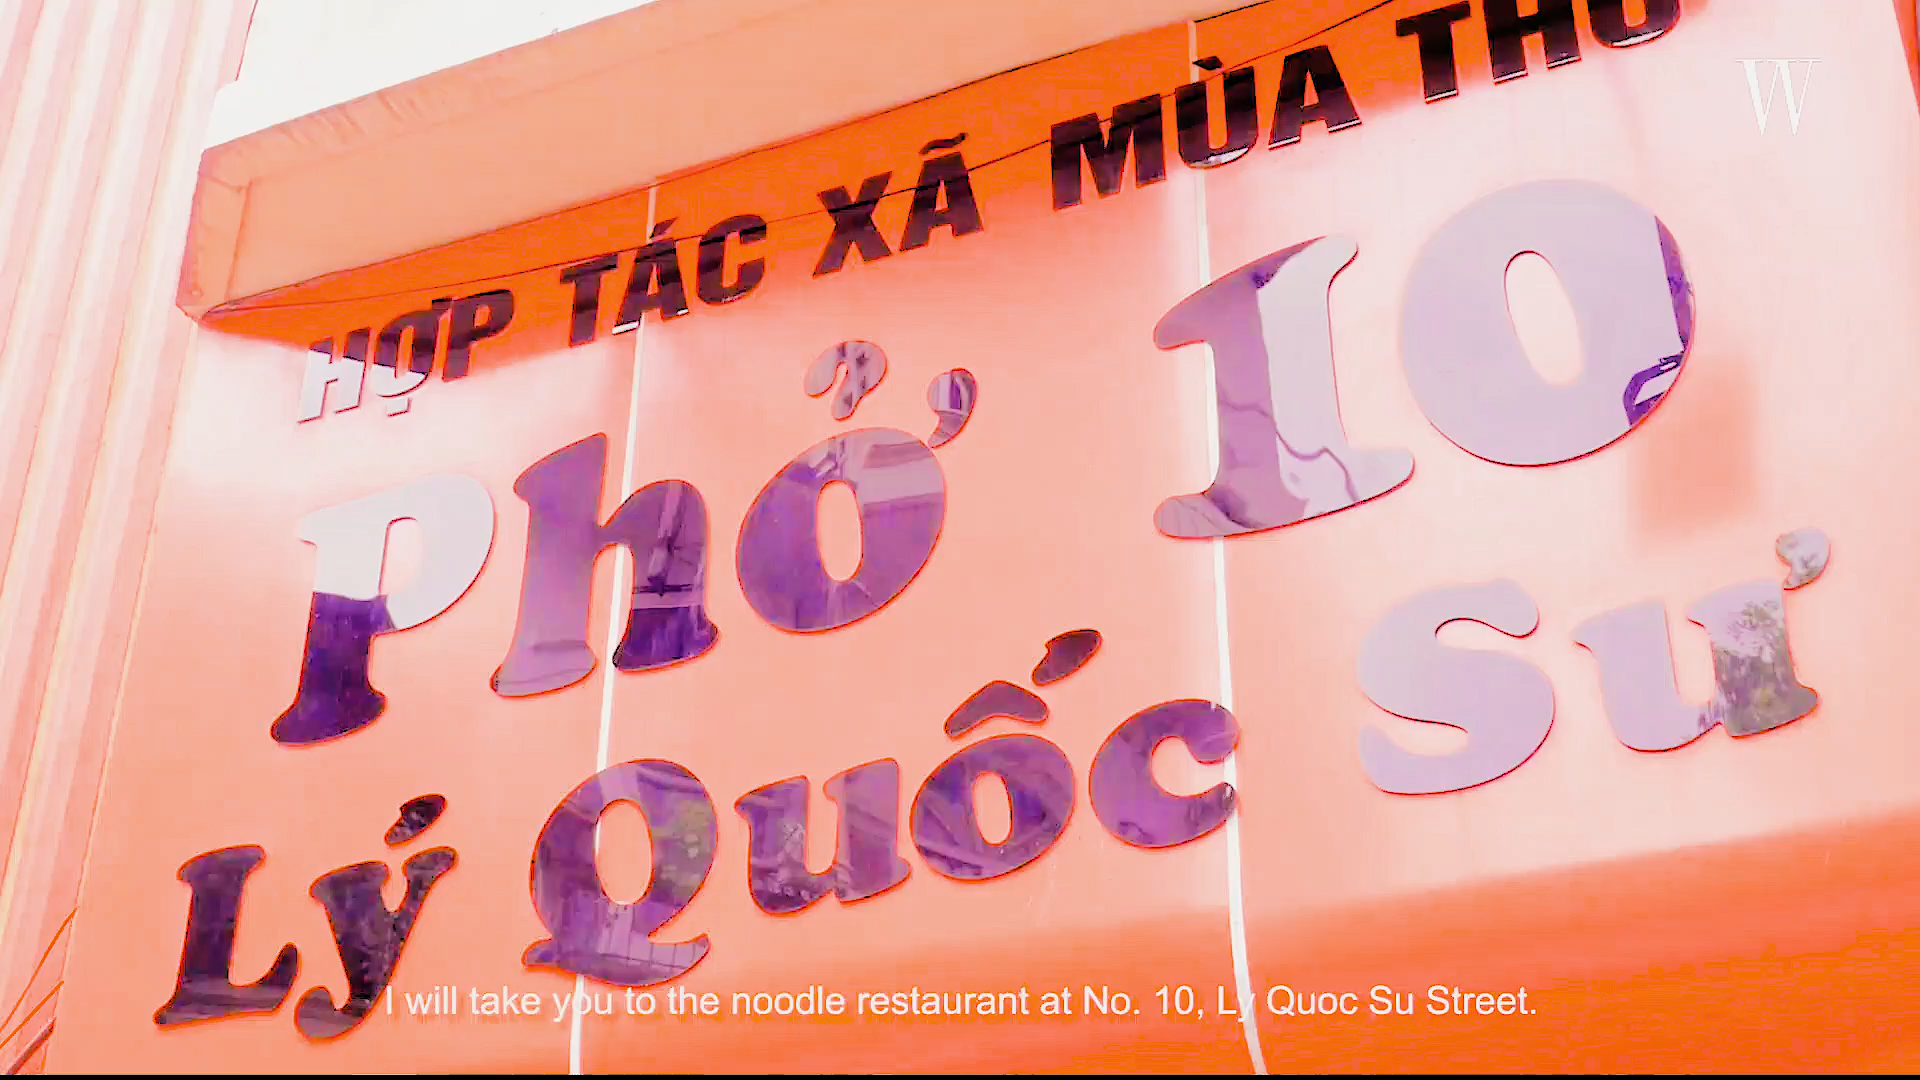 HỢP TÁC XÃ MÙA THU
W
Phở 10
Lý Quốc Sư
I will take you to the noodle restaurant at No. 10, Ly Quoc Su Street.